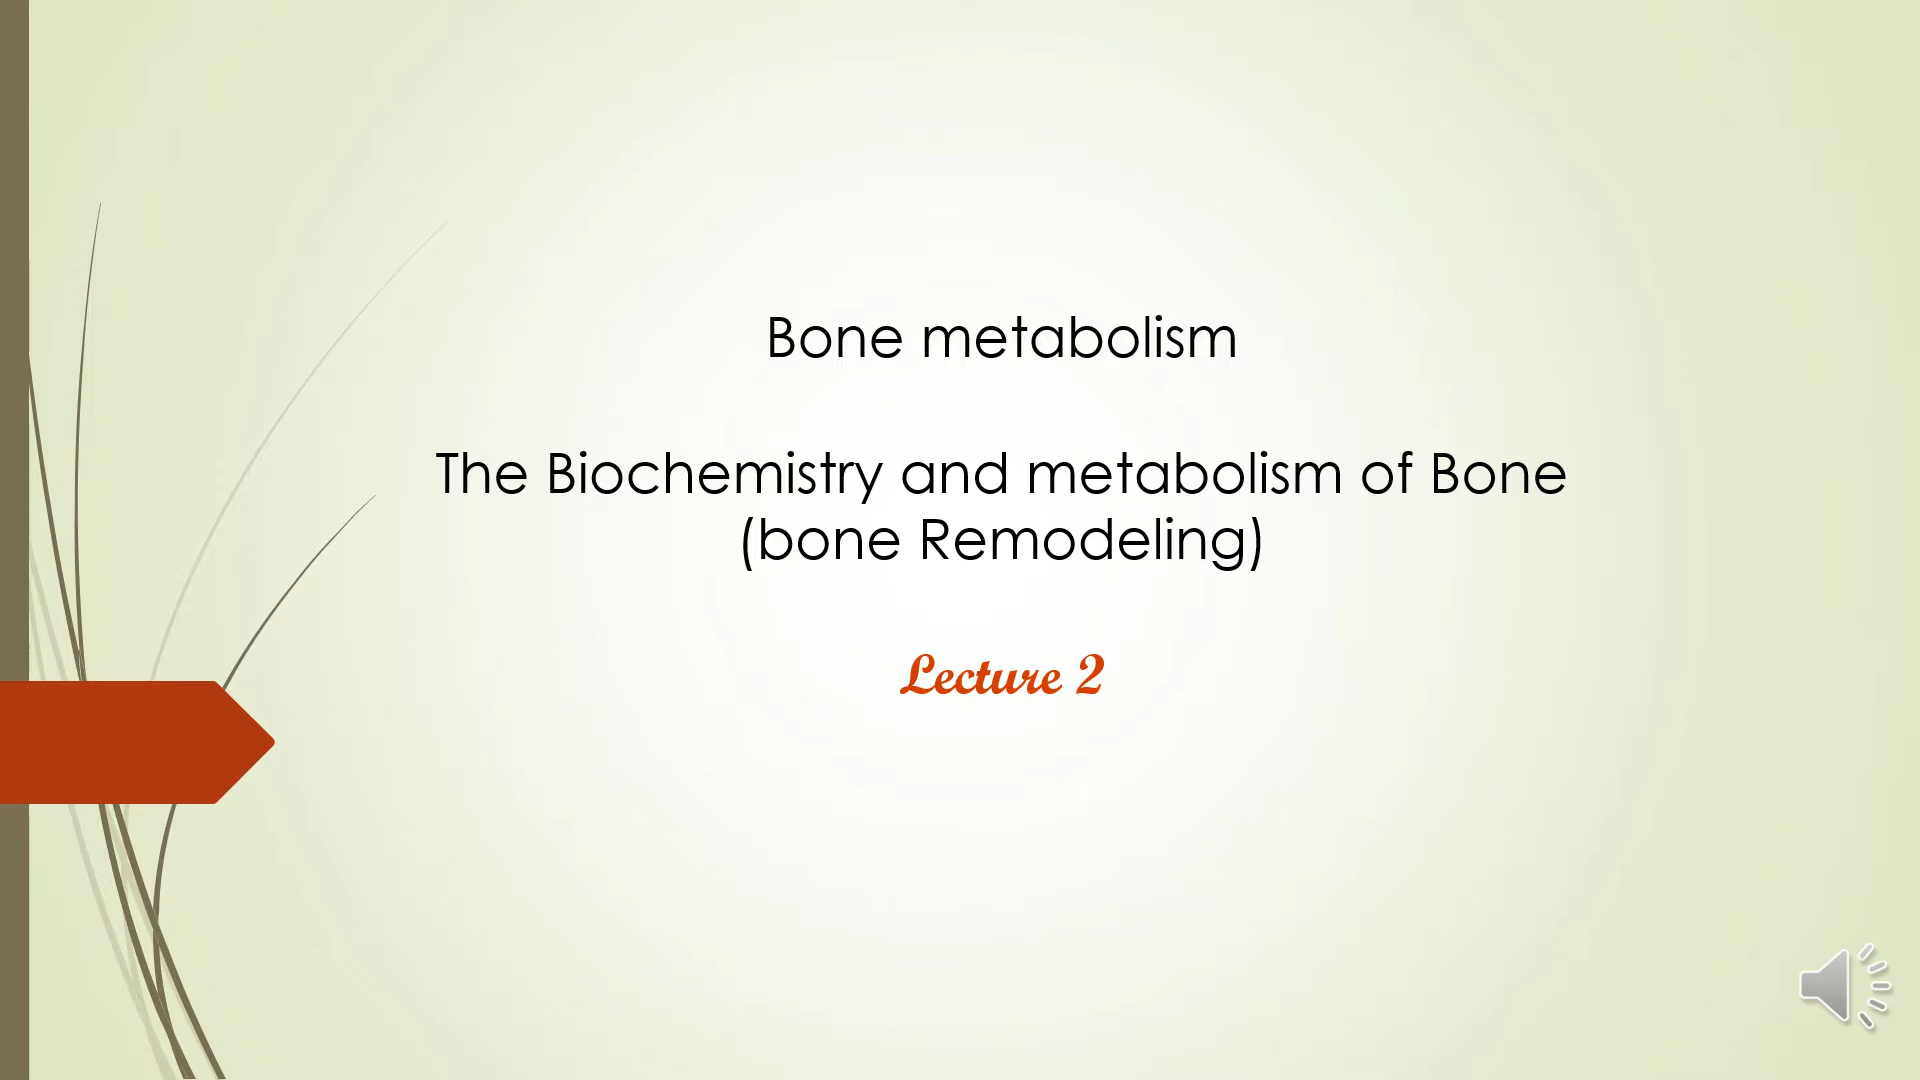 Bone metabolism
The Biochemistry and metabolism of Bone
(bone Remodeling)
Lecture 2